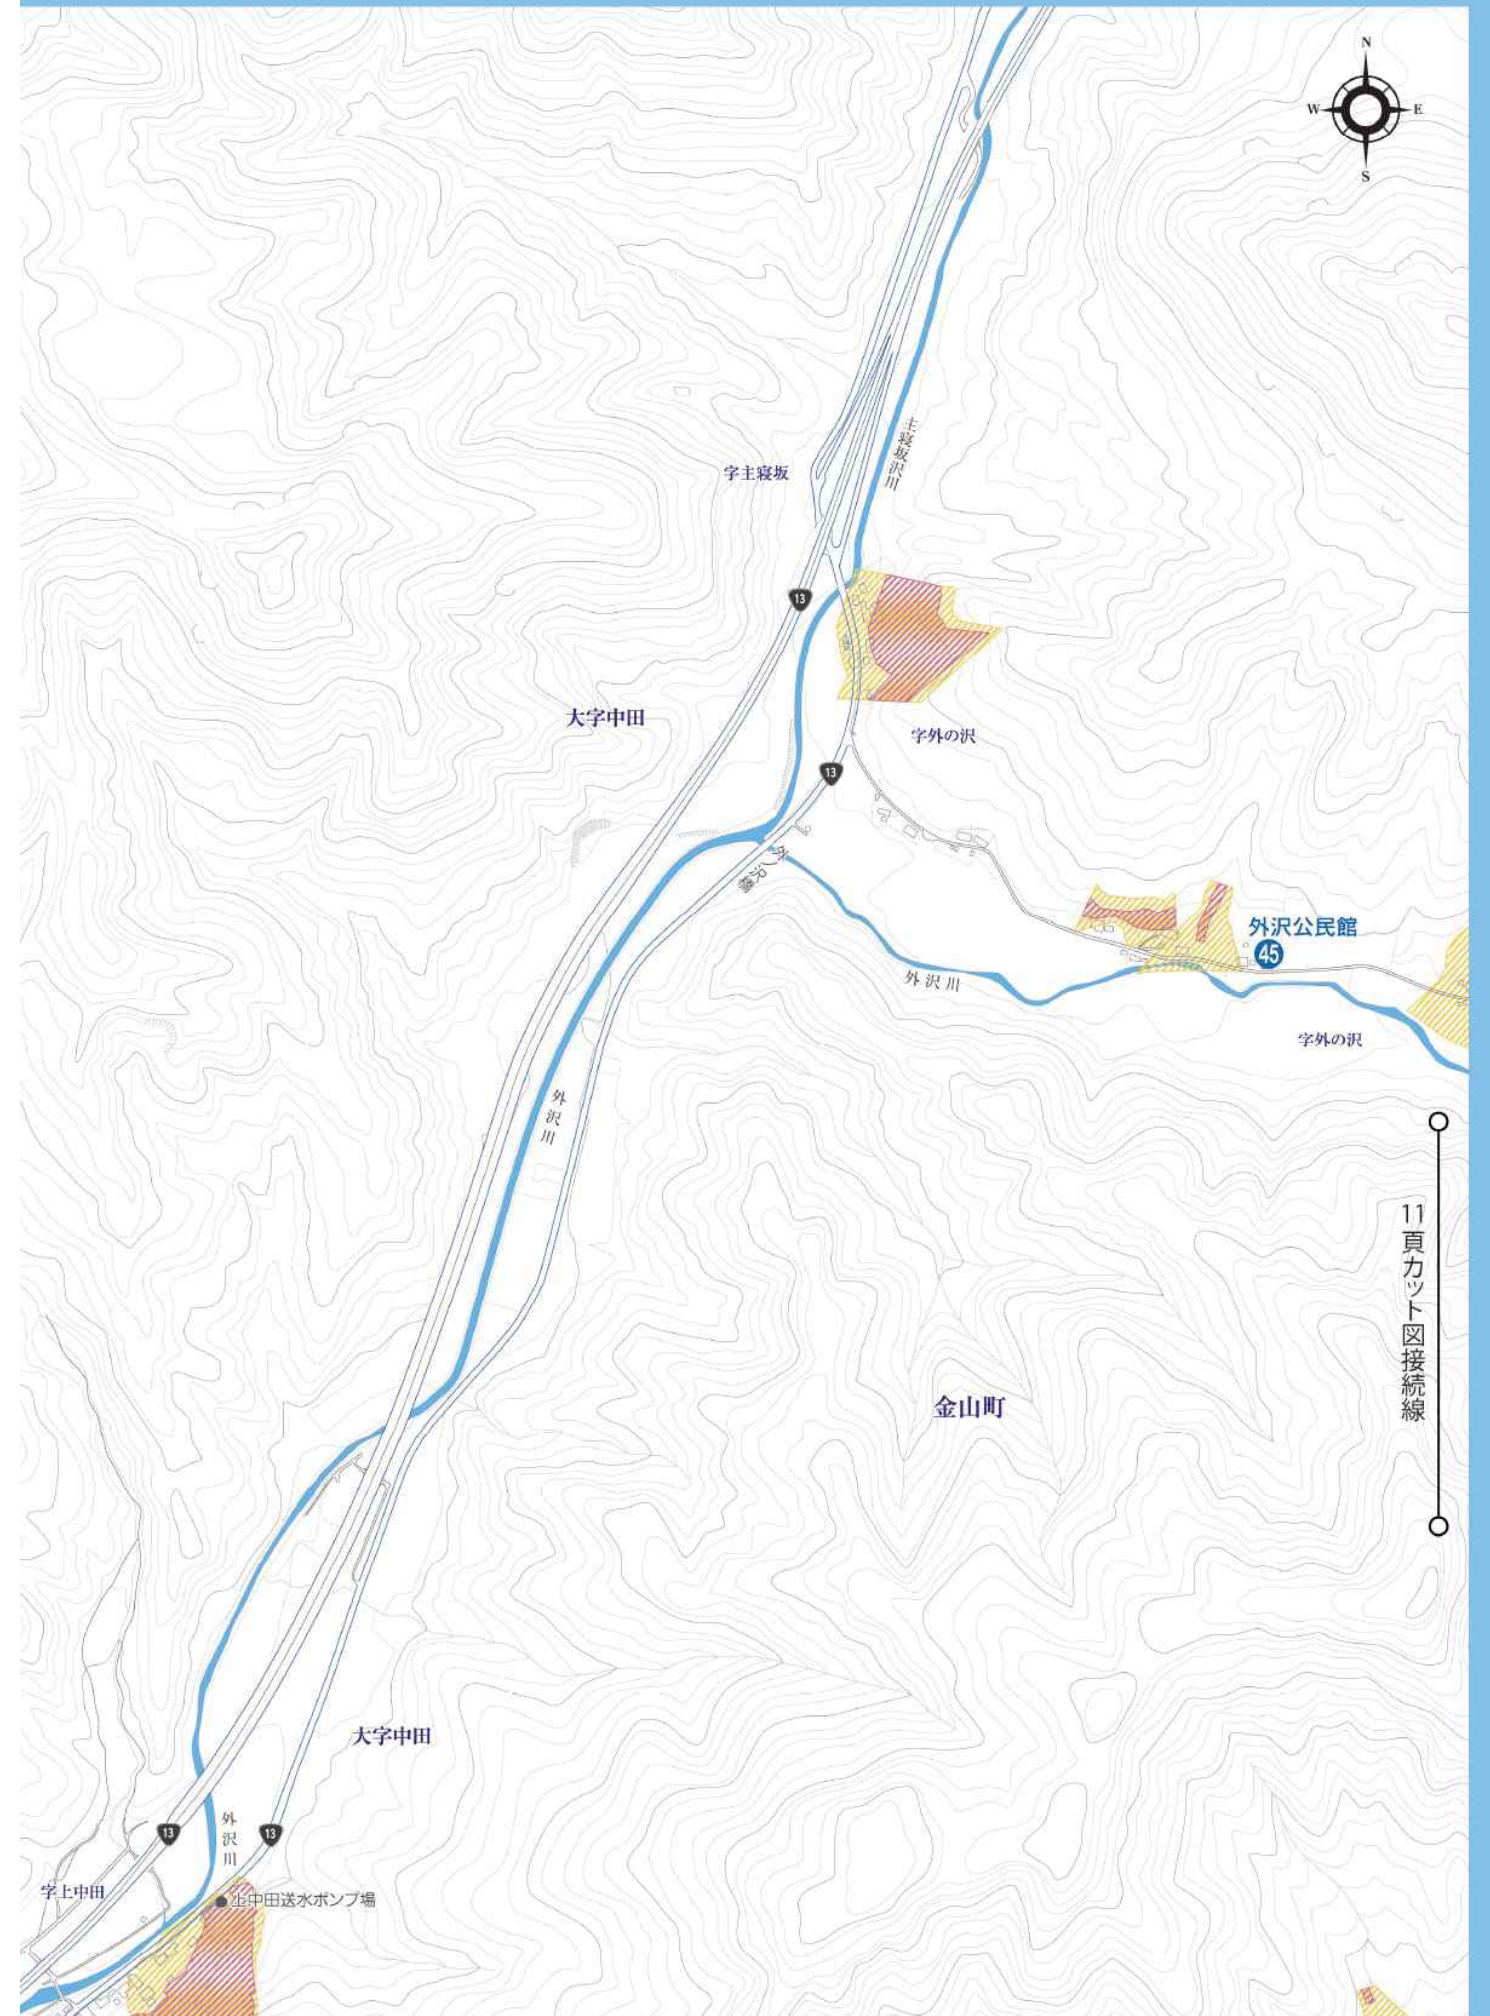 N
W
E
S
主寝坂沢川
字主寝坂
13
大字中田
字外の沢
13
外ノ沢橋
外沢公民館
45
外沢川
字外の沢
外沢川
11頁カット図接続線
金山町
大字中田
13
外沢川
13
字上中田
上中田送水ポンプ場